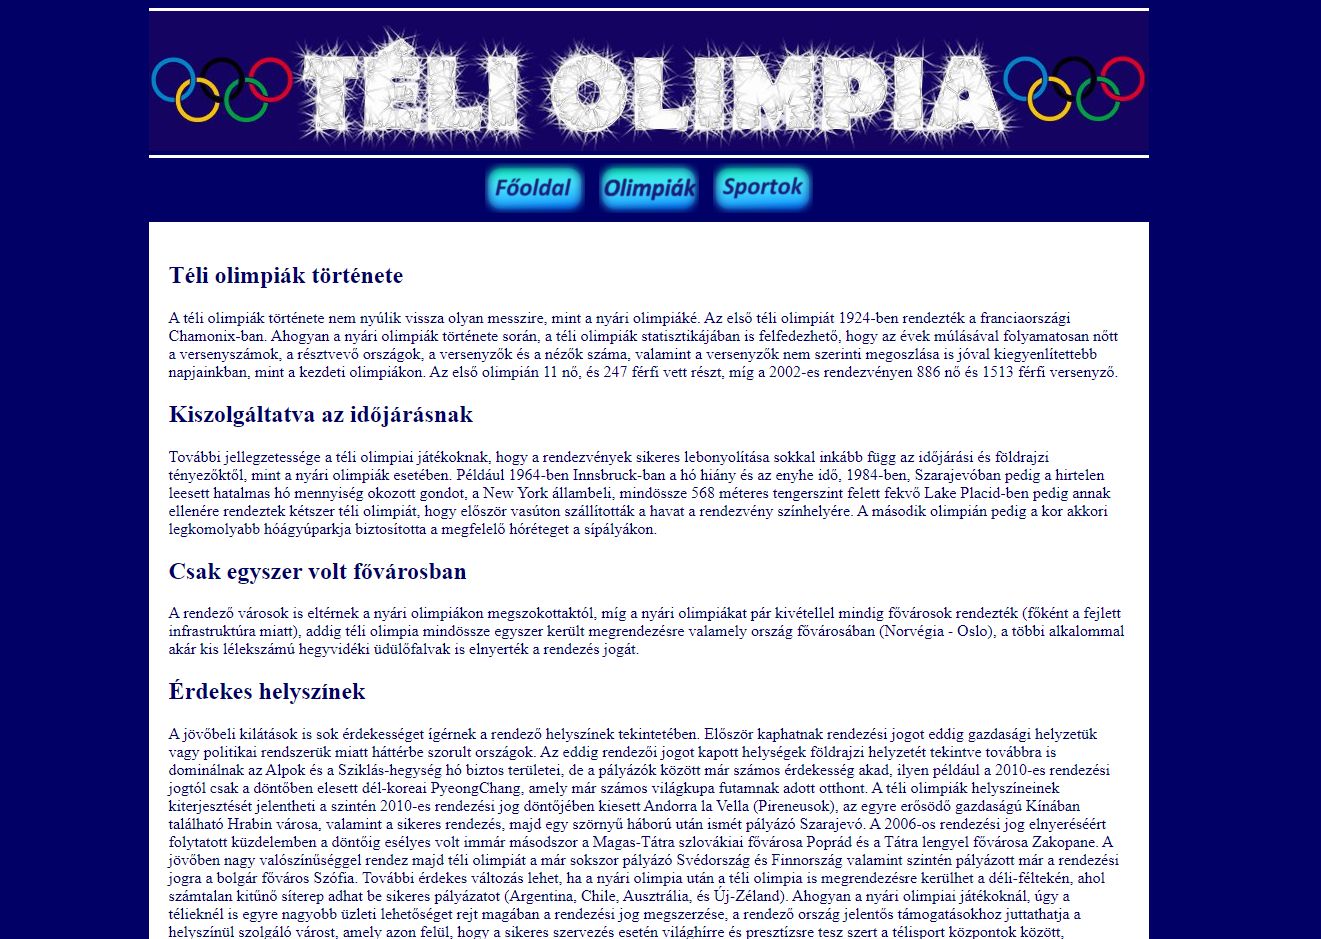 TÉLI OLIMPIA
Főoldal Olimpiák Sportok
Téli olimpiák története
A téli olimpiák története nem nyúlik vissza olyan messzire, mint a nyári olimpiáké. Az első téli olimpiát 1924-ben rendezték a franciaországi
Chamonix-ban. Ahogyan a nyári olimpiák története során, a téli olimpiák statisztikájában is felfedezhető, hogy az évek múlásával folyamatosan nőtt
a versenyszámok, a résztvevő országok, a versenyzők és a nézők száma, valamint a versenyzők nem szerinti megoszlása is jóval kiegyenlítettebb
napjainkban, mint a kezdeti olimpiákon. Az első olimpián 11 nő, és 247 férfi vett részt, míg a 2002-es rendezvényen 886 nő és 1513 férfi versenyző.
Kiszolgáltatva az időjárásnak
További jellegzetessége a téli olimpiai játékoknak, hogy a rendezvények sikeres lebonyolítása sokkal inkább függ az időjárási és földrajzi
tényezőktől, mint a nyári olimpiák esetében. Például 1964-ben Innsbruck-ban a hó hiány és az enyhe idő, 1984-ben, Szarajevóban pedig a hirtelen
leesett hatalmas hó mennyiség okozott gondot, a New York állambeli, mindössze 568 méteres tengerszint felett fekvő Lake Placid-ben pedig annak
ellenére rendeztek kétszer téli olimpiát, hogy először vasúton szállították a havat a rendezvény színhelyére. A második olimpián pedig a kor akkori
legkomolyabb hóágyúparkja biztosította a megfelelő hóréteget a sípályákon.
Csak egyszer volt fővárosban
A rendező városok is eltérnek a nyári olimpiákon megszokottaktól, míg a nyári olimpiákat pár kivétellel mindig fővárosok rendezték (főként a fejlett
infrastruktúra miatt), addig téli olimpia mindössze egyszer került megrendezésre valamely ország fővárosában (Norvégia - Oslo), a többi alkalommal
akár kis lélekszámú hegyvidéki üdülőfalvak is elnyerték a rendezés jogát.
Érdekes helyszínek
A jövőbeli kilátások is sok érdekességet ígérnek a rendező helyszínek tekintetében. Először kaphatnak rendezési jogot eddig gazdasági helyzetük
vagy politikai rendszerük miatt háttérbe szorult országok. Az eddig rendezői jogot kapott helységek földrajzi helyzetét tekintve továbbra is
dominálnak az Alpok és a Sziklás-hegység hó biztos területei, de a pályázók között már számos érdekesség akad, ilyen például a 2010-es rendezési
jogtól csak a döntőben elesett dél-koreai PyeongChang, amely már számos világkupa futamnak adott otthont. A téli olimpiák helyszíneinek
kiterjesztését jelentheti a szintén 2010-es rendezési jog döntőjében kiesett Andorra la Vella (Pireneusok), az egyre erősödő gazdaságú Kínában
található Hrabin városa, valamint a sikeres rendezés, majd egy szörnyű háború után ismét pályázó Szarajevó. A 2006-os rendezési jog elnyeréséért
folytatott küzdelemben a döntőig esélyes volt immár másodszor a Magas-Tátra szlovákiai fővárosa Poprád és a Tátra lengyel fővárosa Zakopane. A
jövőben nagy valószínűséggel rendez majd téli olimpiát a már sokszor pályázó Svédország és Finnország valamint szintén pályázott már a rendezési
jogra a bolgár főváros Szófia. További érdekes változás lehet, ha a nyári olimpia után a téli olimpia is megrendezésre kerülhet a déli-féltekén, ahol
számtalan kitűnő síterep adhat be sikeres pályázatot (Argentina, Chile, Ausztrália, és Új-Zéland). Ahogyan a nyári olimpiai játékoknál, úgy a
télieknél is egyre nagyobb üzleti lehetőséget rejt magában a rendezési jog megszerzése, a rendező ország jelentős támogatásokhoz juttathatja a
helyszínül szolgáló várost, amely azon felül, hogy a sikeres szervezés esetén világhírre és presztízsre tesz szert a télisport központok között,